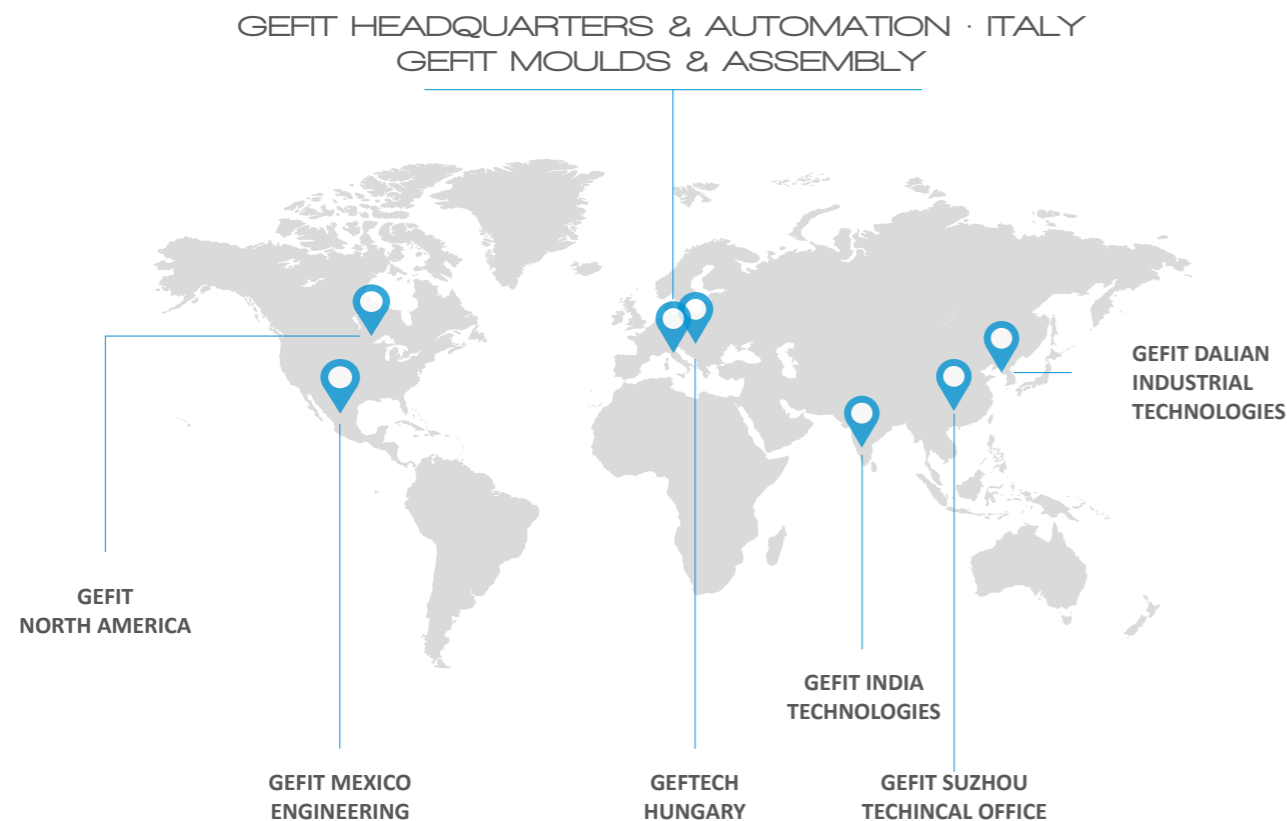 GEFIT HEADQUARTERS & AUTOMATION · ITALY
GEFIT MOULDS & ASSEMBLY
GEFIT DALIAN
INDUSTRIAL
TECHNOLOGIES
GEFIT
NORTH AMERICA
GEFIT INDIA
TECHNOLOGIES
GEFIT MEXICO
ENGINEERING
GEFTECH
HUNGARY
GEFIT SUZHOU
TECHINCAL OFFICE